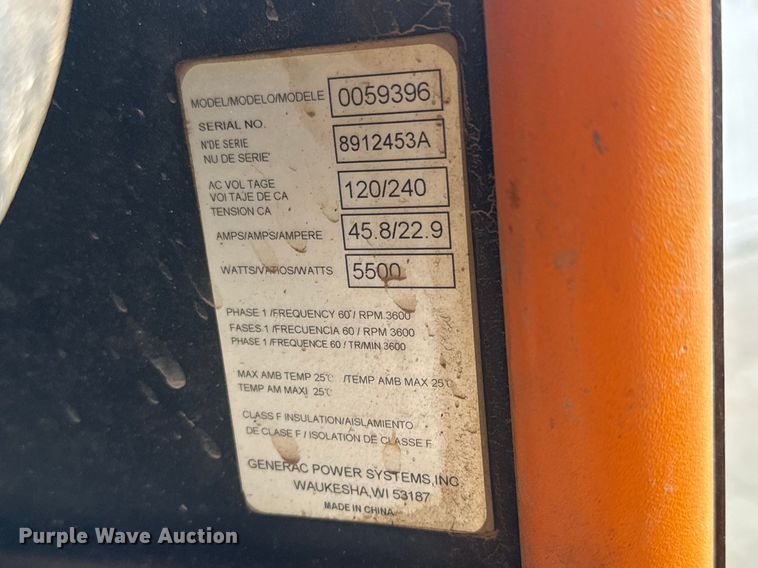 MODEL/MODELO/MODELE 0059396
SERIAL NO.
N'DE SERIE
NU DE SERIE' 8912453A
AC VOL TAGE
VOI TAJE DE CA
TENSION CA 120/240
AMPS/AMPS/AMPERE 45.8/22.9
WATTS/VATIOS/WATTS 5500
PHASE 1 /FREQUENCY 60 / RPM 3600
FASES 1 /FRECUENCIA 60 / RPM 3600
PHASE 1 /FREQUENCE 60 / TR/MIN 3600
MAX AMB TEMP 25℃ /TEMP AMB MAX 25℃
TEMP AM MAXI 25℃
CLASS F INSULATION/AISLAMIENTO
DE CLASE F / ISOLATION DE CLASSE F
GENERAC POWER SYSTEMS,INC
WAUKESHA,WI 53187
MADE IN CHINA
Purple Wave Auction®